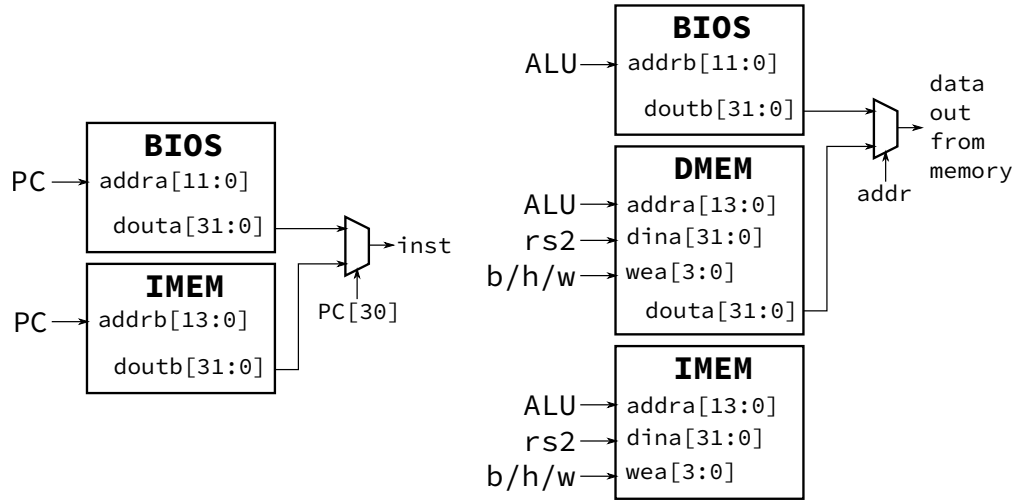 BIOS
PC
addra[11:0]
douta[31:0]
inst
IMEM
PC[30]
PC
addrb[13:0]
doutb[31:0]
BIOS
ALU
addrb[11:0]
doutb[31:0]
data
out
from
memory
addr
DMEM
ALU
addra[13:0]
rs2
dina[31:0]
b/h/w
wea[3:0]
douta[31:0]
IMEM
ALU
addra[13:0]
rs2
dina[31:0]
b/h/w
wea[3:0]